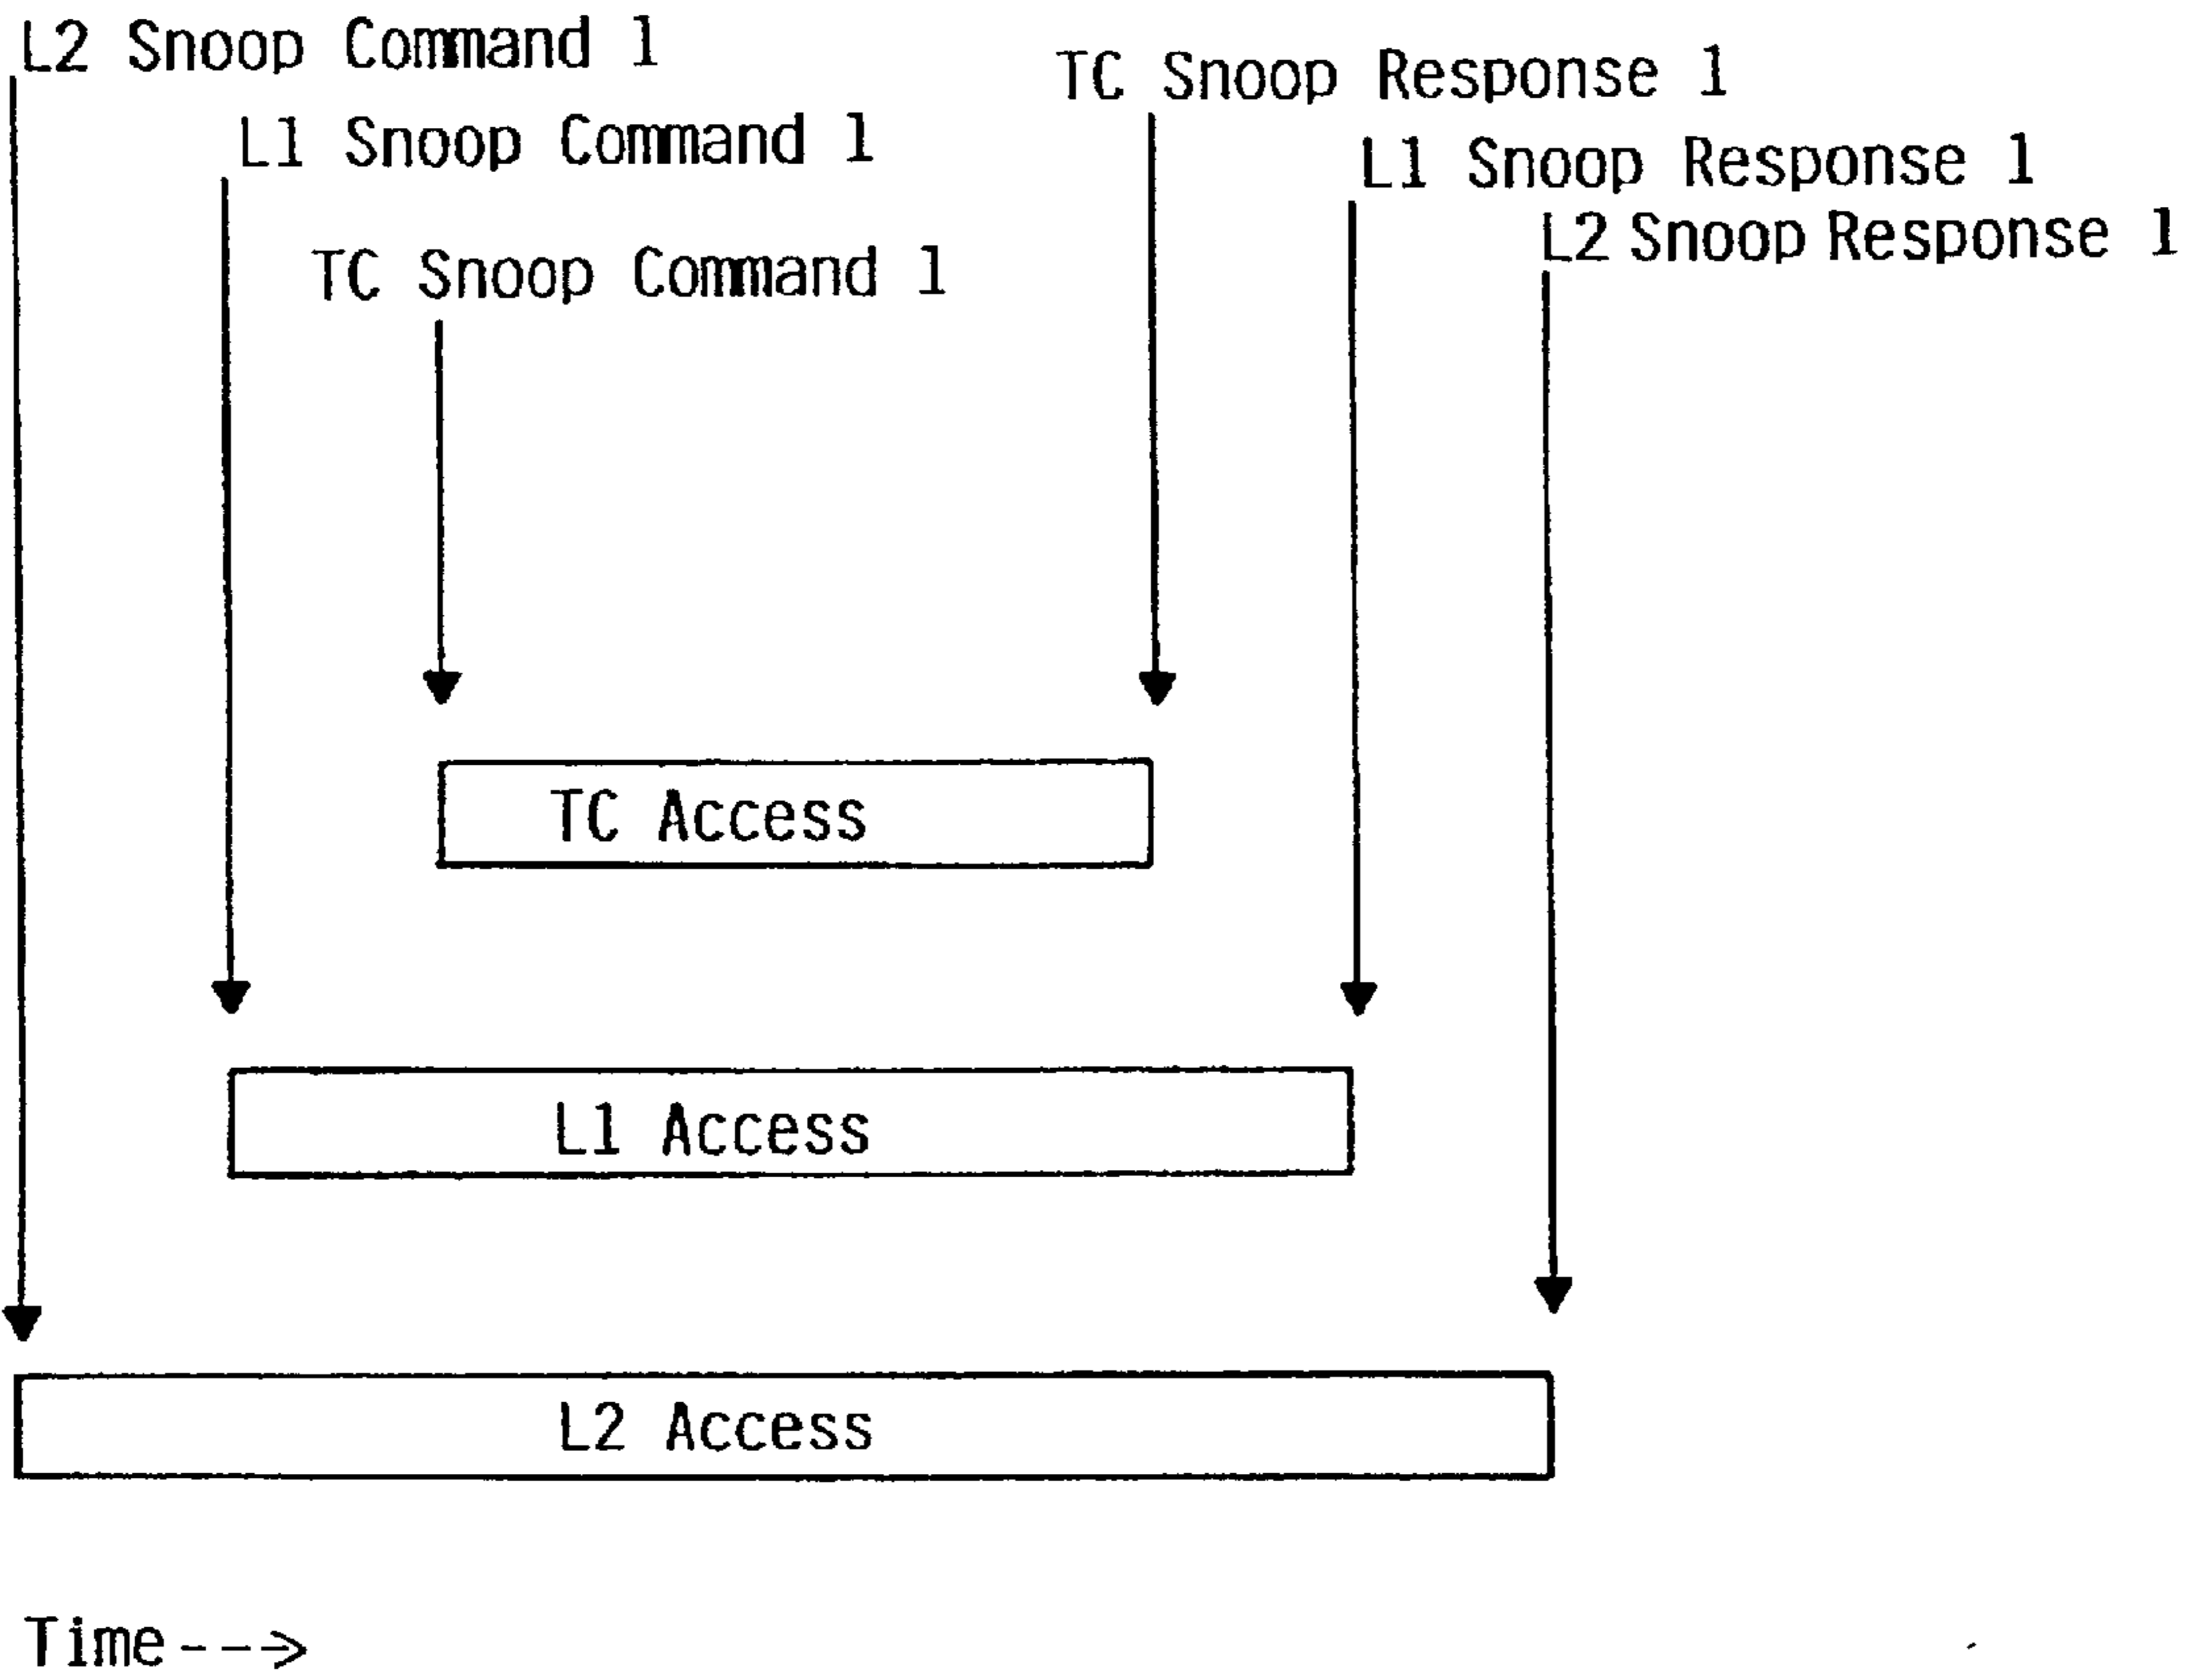 L2 Snoop Command 1
TC Snoop Response 1
L1 Snoop Command 1
L1 Snoop Response 1
L2 Snoop Response 1
TC Snoop Command 1
TC Access
L1 Access
L2 Access
Time--->